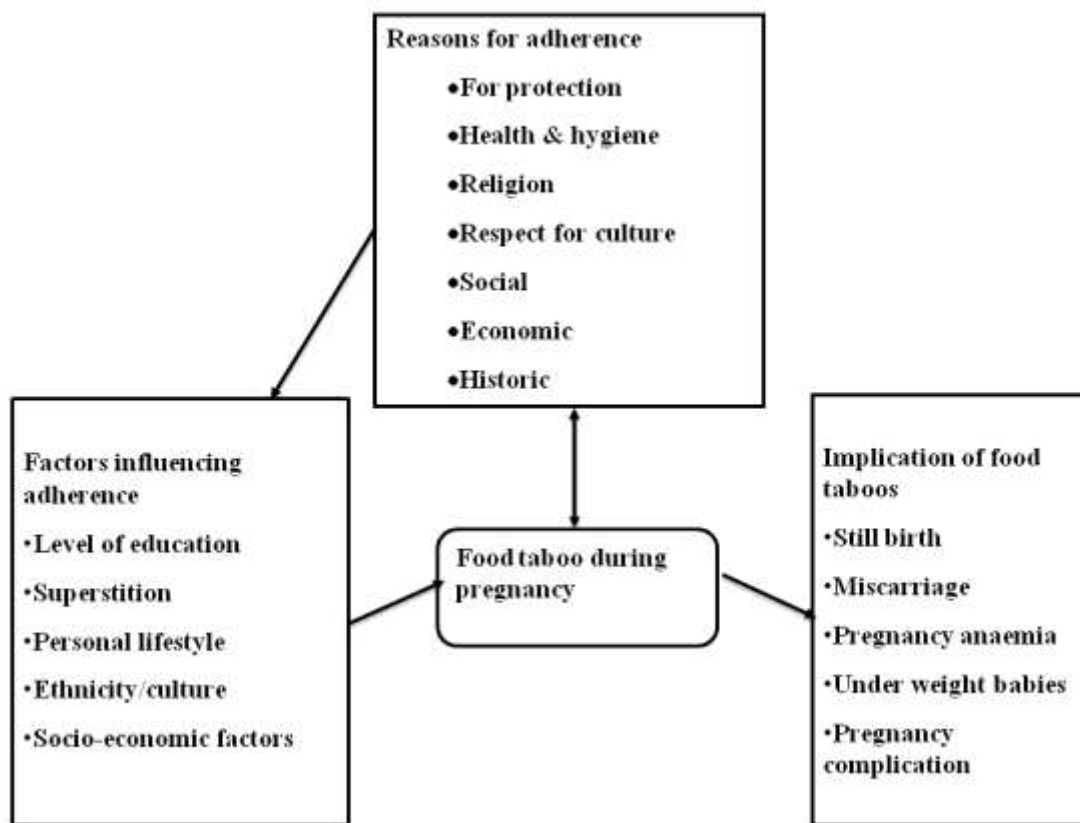 Reasons for adherence
•For protection
•Health & hygiene
•Religion
•Respect for culture
•Social
•Economic
•Historic
Factors influencing
adherence
•Level of education
•Superstition
•Personal lifestyle
•Ethnicity/culture
•Socio-economic factors
Food taboo during
pregnancy
Implication of food
taboos
•Still birth
•Miscarriage
•Pregnancy anaemia
•Under weight babies
•Pregnancy
complication